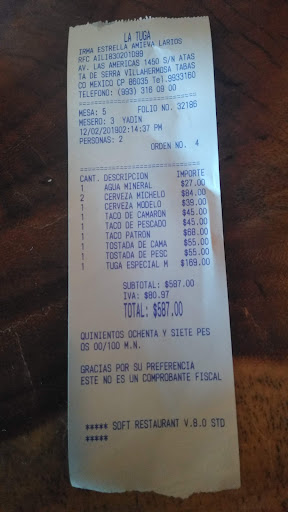 LA TUGA
IRMA ESTRELLA AMIEVA LARIOS
RFC AILI830201099
AV. LAS AMERICAS 1450 S/N ATAS
TA DE SERRA VILLAHERMOSA TABAS
CO MEXICO CP 86035 Tel.9933160
TELEFONO: (993) 316 09 00
==============================
MESA: 5 FOLIO NO. 32186
MESERO: 3 YADIN
12/02/201902:14:37 PM
PERSONAS: 2
ORDEN NO. 4
==============================
CANT. DESCRIPCION IMPORTE
1 AGUA MINERAL $27.00
2 CERVEZA MICHELO $84.00
1 CERVEZA MODELO $39.00
1 TACO DE CAMARON $45.00
1 TACO DE PESCADO $45.00
1 TACO PATRON $68.00
1 TOSTADA DE CAMA $55.00
1 TOSTADA DE PESC $55.00
1 TUGA ESPECIAL M $169.00
SUBTOTAL: $587.00
IVA: $80.97
TOTAL: $587.00
QUINIENTOS OCHENTA Y SIETE PES
OS 00/100 M.N.
GRACIAS POR SU PREFERENCIA
ESTE NO ES UN COMPROBANTE FISCAL
***** SOFT RESTAURANT V.8.0 STD
*****